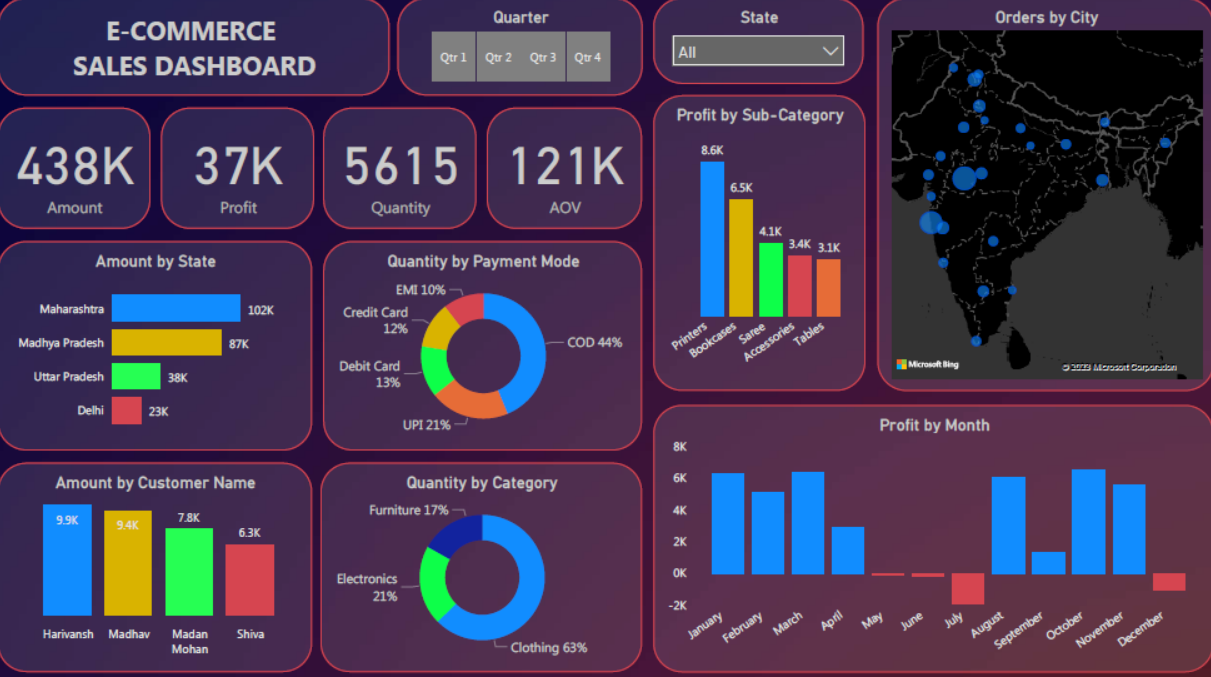 E-COMMERCE
SALES DASHBOARD
Quarter
Qtr 1
Qtr 2
Qtr 3
Qtr 4
State
All
Orders by City
Microsoft Bing
© 2023 Microsoft Corporation
438K
Amount
37K
Profit
5615
Quantity
121K
AOV
Profit by Sub-Category
8.6K
6.5K
4.1K
3.4K
3.1K
Printers
Bookcases
Saree
Accessories
Tables
Amount by State
Maharashtra
102K
Madhya Pradesh
87K
Uttar Pradesh
38K
Delhi
23K
Quantity by Payment Mode
EMI 10%
Credit Card
12%
Debit Card
13%
UPI 21%
COD 44%
Amount by Customer Name
9.9K
9.4K
7.8K
6.3K
Harivansh
Madhav
Madan
Mohan
Shiva
Quantity by Category
Furniture 17%
Electronics
21%
Clothing 63%
Profit by Month
8K
6K
4K
2K
0K
-2K
January
February
March
April
May
June
July
August
September
October
November
December